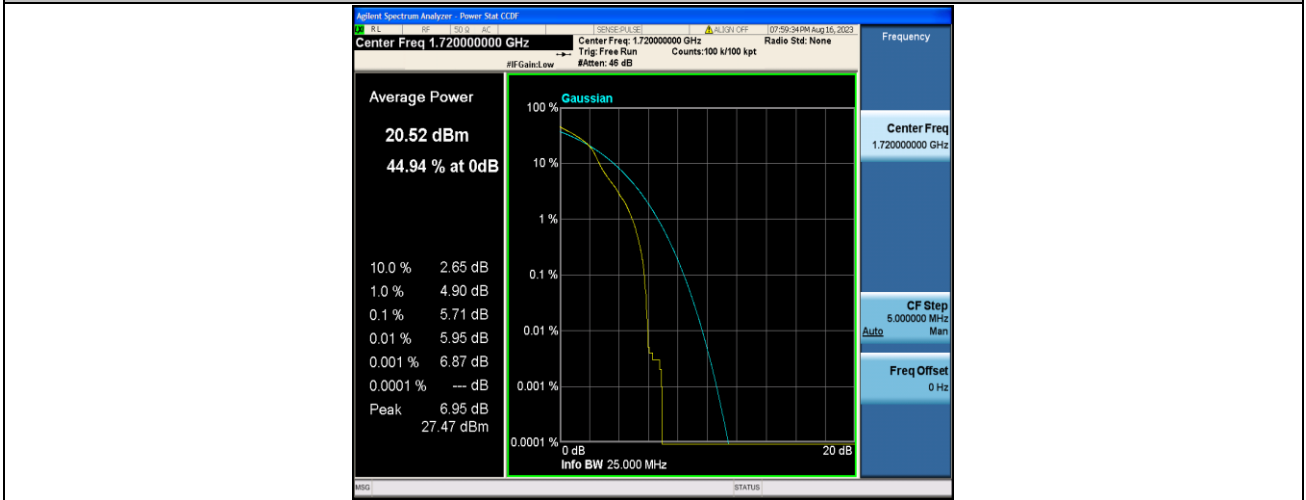 Agilent Spectrum Analyzer - Power Stat CCDF
RL RF 50 Ω AC SENSE:PULSE ALIGN OFF 07:59:34 PM Aug 16, 2023
Center Freq 1.720000000 GHz
Center Freq: 1.720000000 GHz Radio Std: None
Trig: Free Run Counts:100 k/100 kpt
#IFGain:Low #Atten: 46 dB
Frequency
Average Power
20.52 dBm
44.94 % at 0dB
10.0 % 2.65 dB
1.0 % 4.90 dB
0.1 % 5.71 dB
0.01 % 5.95 dB
0.001 % 6.87 dB
0.0001 % --- dB
Peak 6.95 dB
27.47 dBm
Gaussian
100 %
10 %
1 %
0.1 %
0.01 %
0.001 %
0.0001 %
0 dB 20 dB
Info BW 25.000 MHz
Center Freq
1.720000000 GHz
CF Step
5.000000 MHz
Auto Man
Freq Offset
0 Hz
MSG STATUS